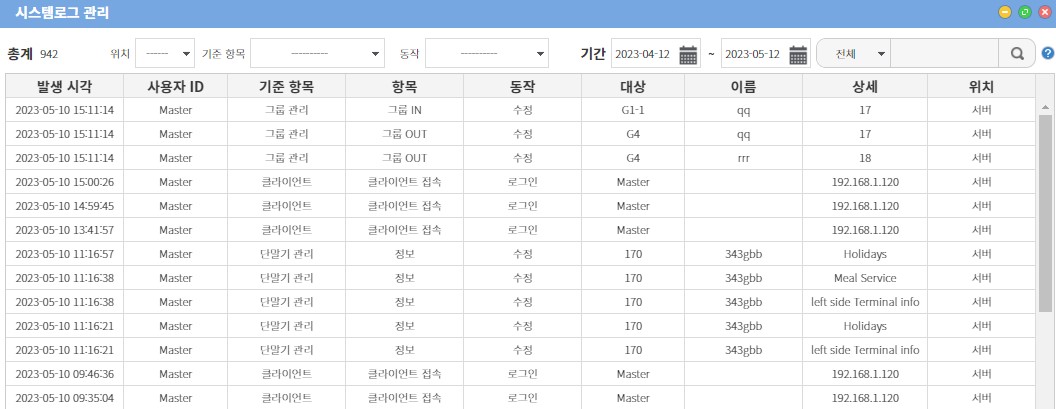 시스템로그 관리
총계 942 위치 ------ 기준 항목 ----------- 동작 ----------- 기간 2023-04-12 ~ 2023-05-12 전체
발생 시각 사용자 ID 기준 항목 항목 동작 대상 이름 상세 위치
2023-05-10 15:11:14 Master 그룹 관리 그룹 IN 수정 G1-1 qq 17 서버
2023-05-10 15:11:14 Master 그룹 관리 그룹 OUT 수정 G4 qq 17 서버
2023-05-10 15:11:14 Master 그룹 관리 그룹 OUT 수정 G4 rrr 18 서버
2023-05-10 15:00:26 Master 클라이언트 클라이언트 접속 로그인 Master 192.168.1.120 서버
2023-05-10 14:59:45 Master 클라이언트 클라이언트 접속 로그인 Master 192.168.1.120 서버
2023-05-10 13:41:57 Master 클라이언트 클라이언트 접속 로그인 Master 192.168.1.120 서버
2023-05-10 11:16:57 Master 단말기 관리 정보 수정 170 343gbb Holidays 서버
2023-05-10 11:16:38 Master 단말기 관리 정보 수정 170 343gbb Meal Service 서버
2023-05-10 11:16:38 Master 단말기 관리 정보 수정 170 343gbb left side Terminal info 서버
2023-05-10 11:16:21 Master 단말기 관리 정보 수정 170 343gbb Holidays 서버
2023-05-10 11:16:21 Master 단말기 관리 정보 수정 170 343gbb left side Terminal info 서버
2023-05-10 09:46:36 Master 클라이언트 클라이언트 접속 로그인 Master 192.168.1.120 서버
2023-05-10 09:35:04 Master 클라이언트 클라이언트 접속 로그인 Master 192.168.1.120 서버